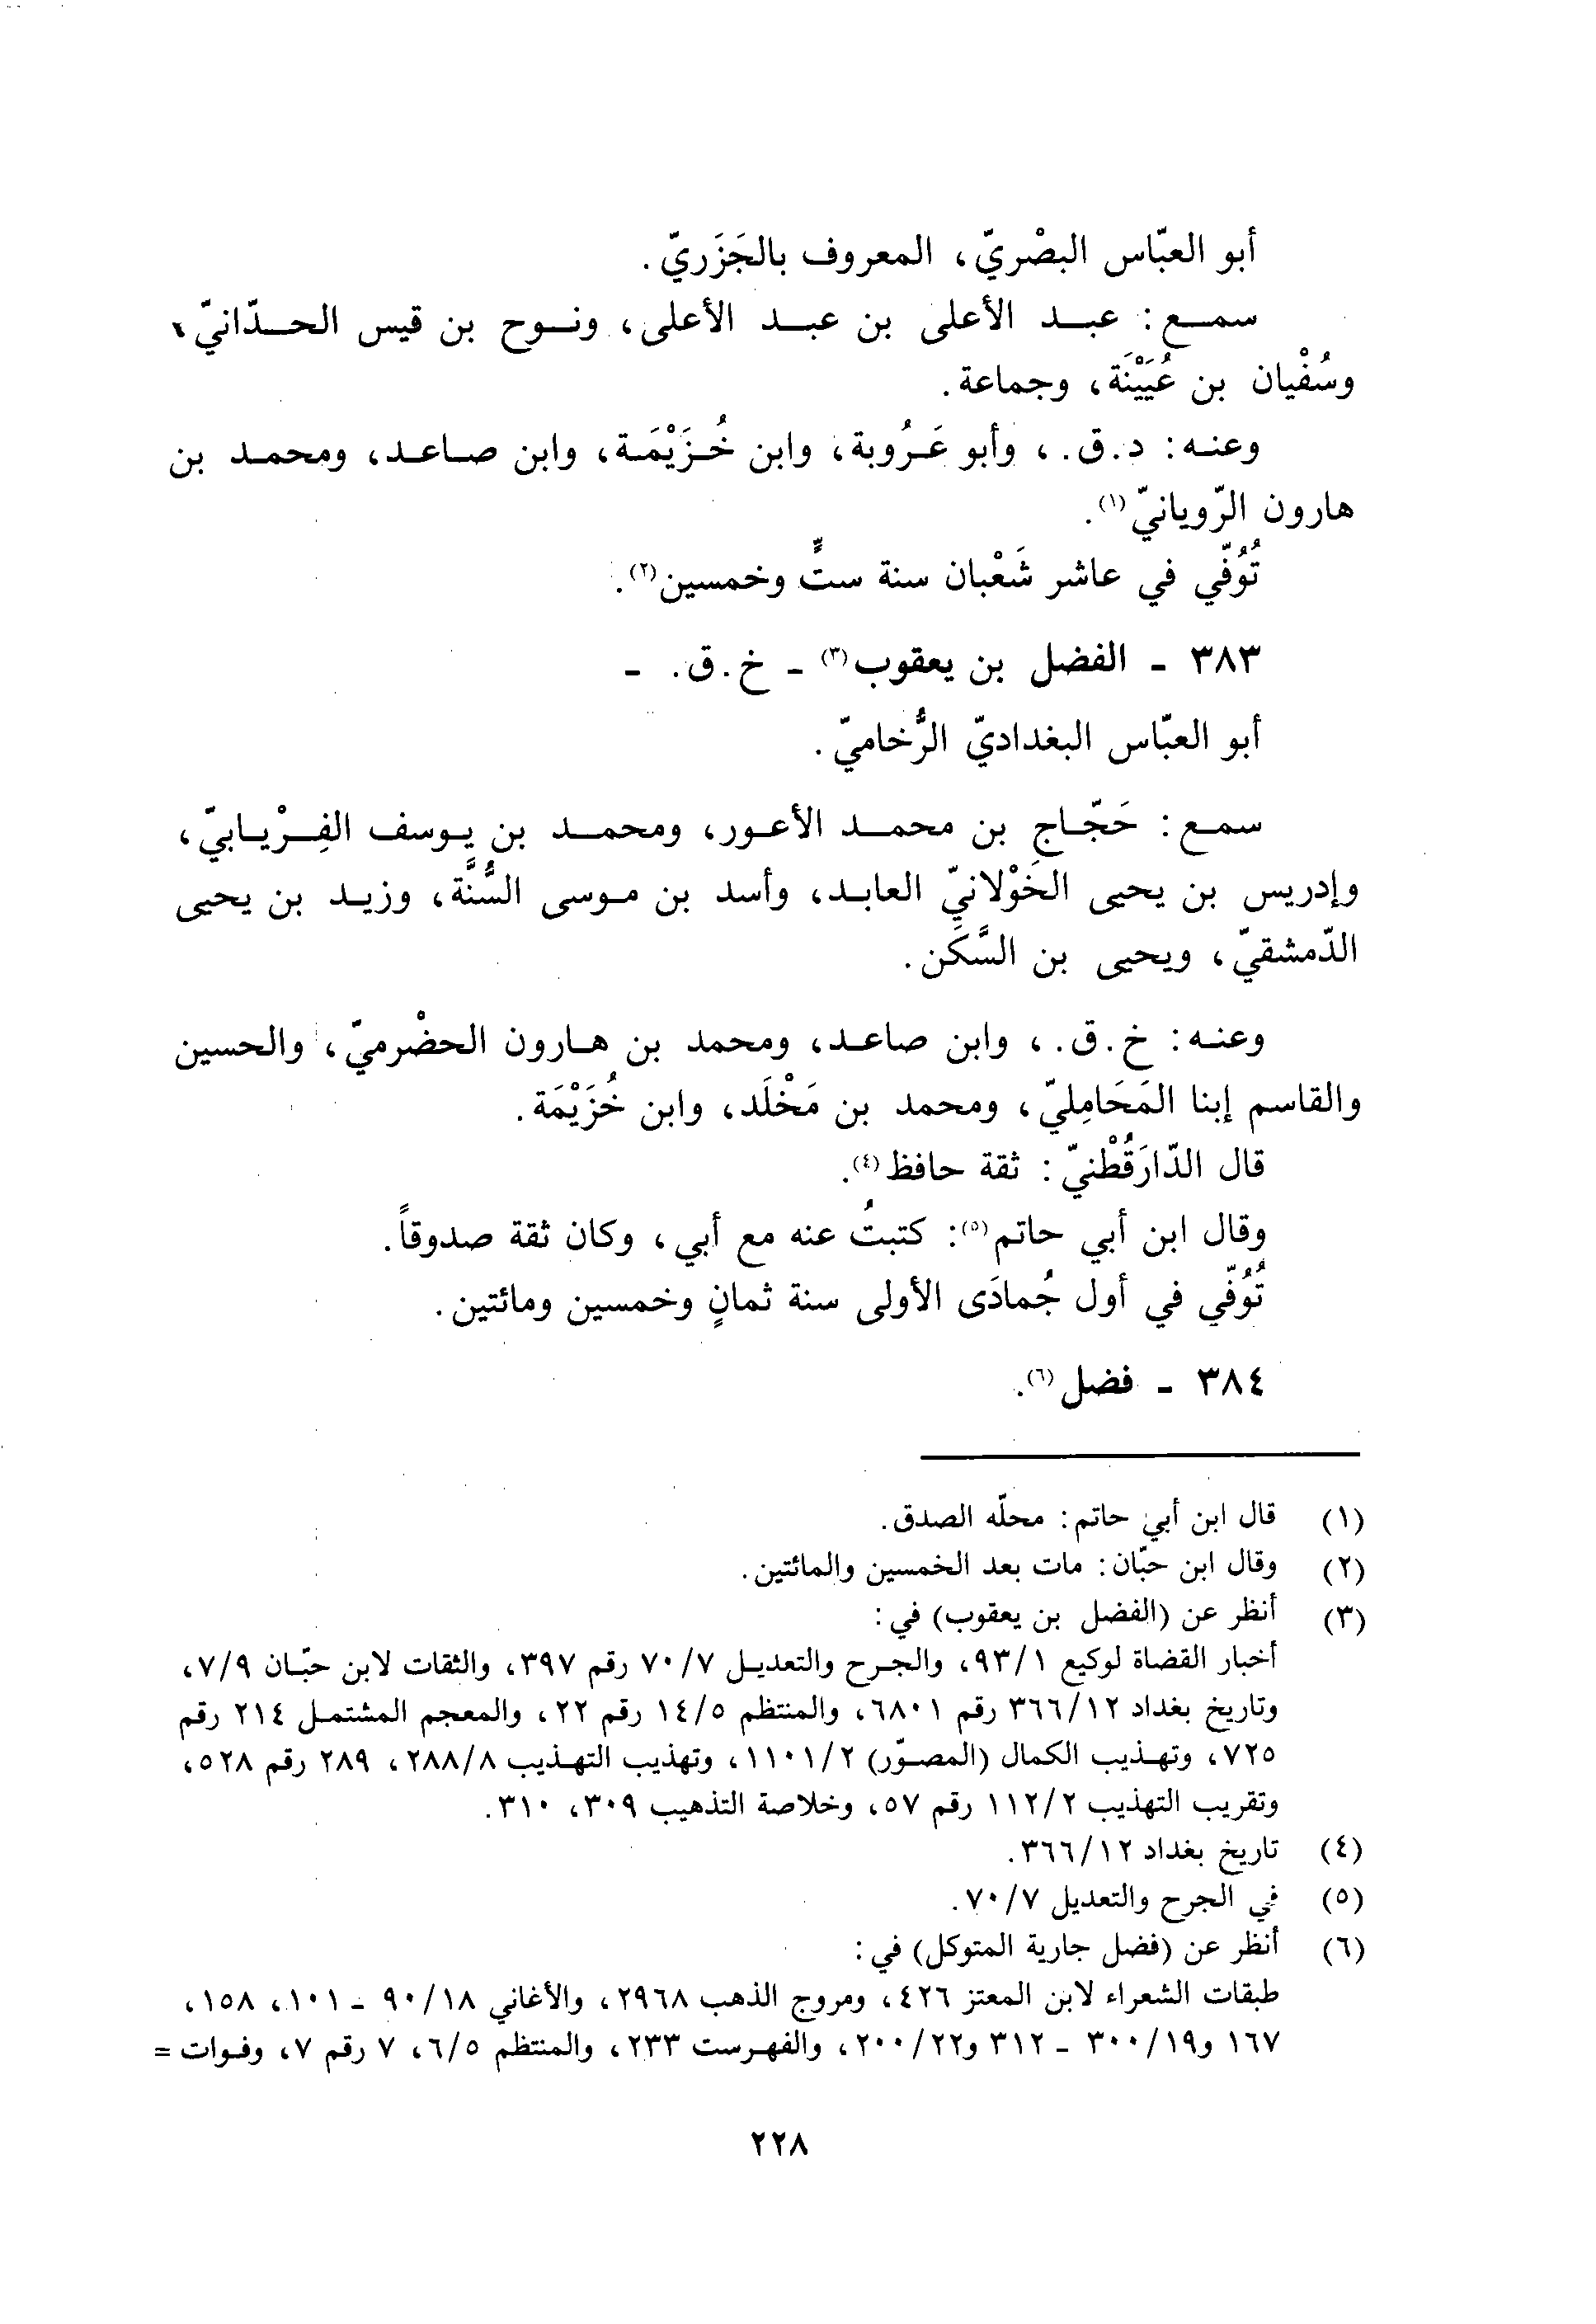 أبو العبّاس البصْريّ، المعروف بالجَزَريّ.
سمـع: عبـد الأعلى بن عبـد الأعلى، ونـوح بن قيس الحـدّانيّ،
وسُفْيان بن عُيَيْنَة، وجماعة.
وعنه: د.ق.، وأبو عَرُوبة، وابن خُزَيْمَة، وابن صاعد، ومحمد بن
هارون الرّويانيّ(١).
تُوُفّي في عاشر شَعْبان سنة ستٍّ وخمسين(٢).
٣٨٣ - الفضل بن يعقوب(٣) - خ.ق. -
أبو العبّاس البغداديّ الرُّخاميّ.
سمع: حَجّاج بن محمد الأعور، ومحمد بن يوسف الفِرْيابيّ،
وإدريس بن يحيى الخَوْلانيّ العابد، وأسد بن موسى السُّنَّة، وزيد بن يحيى
الدّمشقيّ، ويحيى بن السَّكَن.
وعنه: خ.ق.، وابن صاعد، ومحمد بن هارون الحضْرميّ، والحسين
والقاسم إبنا المَحَامِليّ، ومحمد بن مَخْلَد، وابن خُزَيْمَة.
قال الدّارَقُطْنيّ: ثقة حافظ(٤).
وقال ابن أبي حاتم(٥): كتبتُ عنه مع أبي، وكان ثقة صدوقاً.
تُوُفّي في أول جُمادَى الأولى سنة ثمانٍ وخمسين ومائتين.
٣٨٤ - فضل(٦).
(١) قال ابن أبي حاتم: محلّه الصدق.
(٢) وقال ابن حبّان: مات بعد الخمسين والمائتين.
(٣) أنظر عن (الفضل بن يعقوب) في:
أخبار القضاة لوكيع ٩٣/١، والجرح والتعديل ٧٠/٧ رقم ٣٩٧، والثقات لابن حبّان ٧/٩،
وتاريخ بغداد ٣٦٦/١٢ رقم ٦٨٠١، والمنتظم ١٤/٥ رقم ٢٢، والمعجم المشتمل ٢١٤ رقم
٧٢٥، وتهذيب الكمال (المصوّر) ١١٠١/٢، وتهذيب التهذيب ٢٨٨/٨، ٢٨٩ رقم ٥٢٨،
وتقريب التهذيب ١١٢/٢ رقم ٥٧، وخلاصة التذهيب ٣٠٩، ٣١٠.
(٤) تاريخ بغداد ٣٦٦/١٢.
(٥) في الجرح والتعديل ٧٠/٧.
(٦) أنظر عن (فضل جارية المتوكل) في:
طبقات الشعراء لابن المعتز ٤٢٦، ومروج الذهب ٢٩٦٨، والأغاني ٩٠/١٨ - ١٠١، ١٥٨،
١٦٧ و٣٠٠/١٩ - ٣١٢ و٢٠٠/٢٢، والفهرست ٢٣٣، والمنتظم ٦/٥، ٧ رقم ٧، وفوات =
٢٢٨